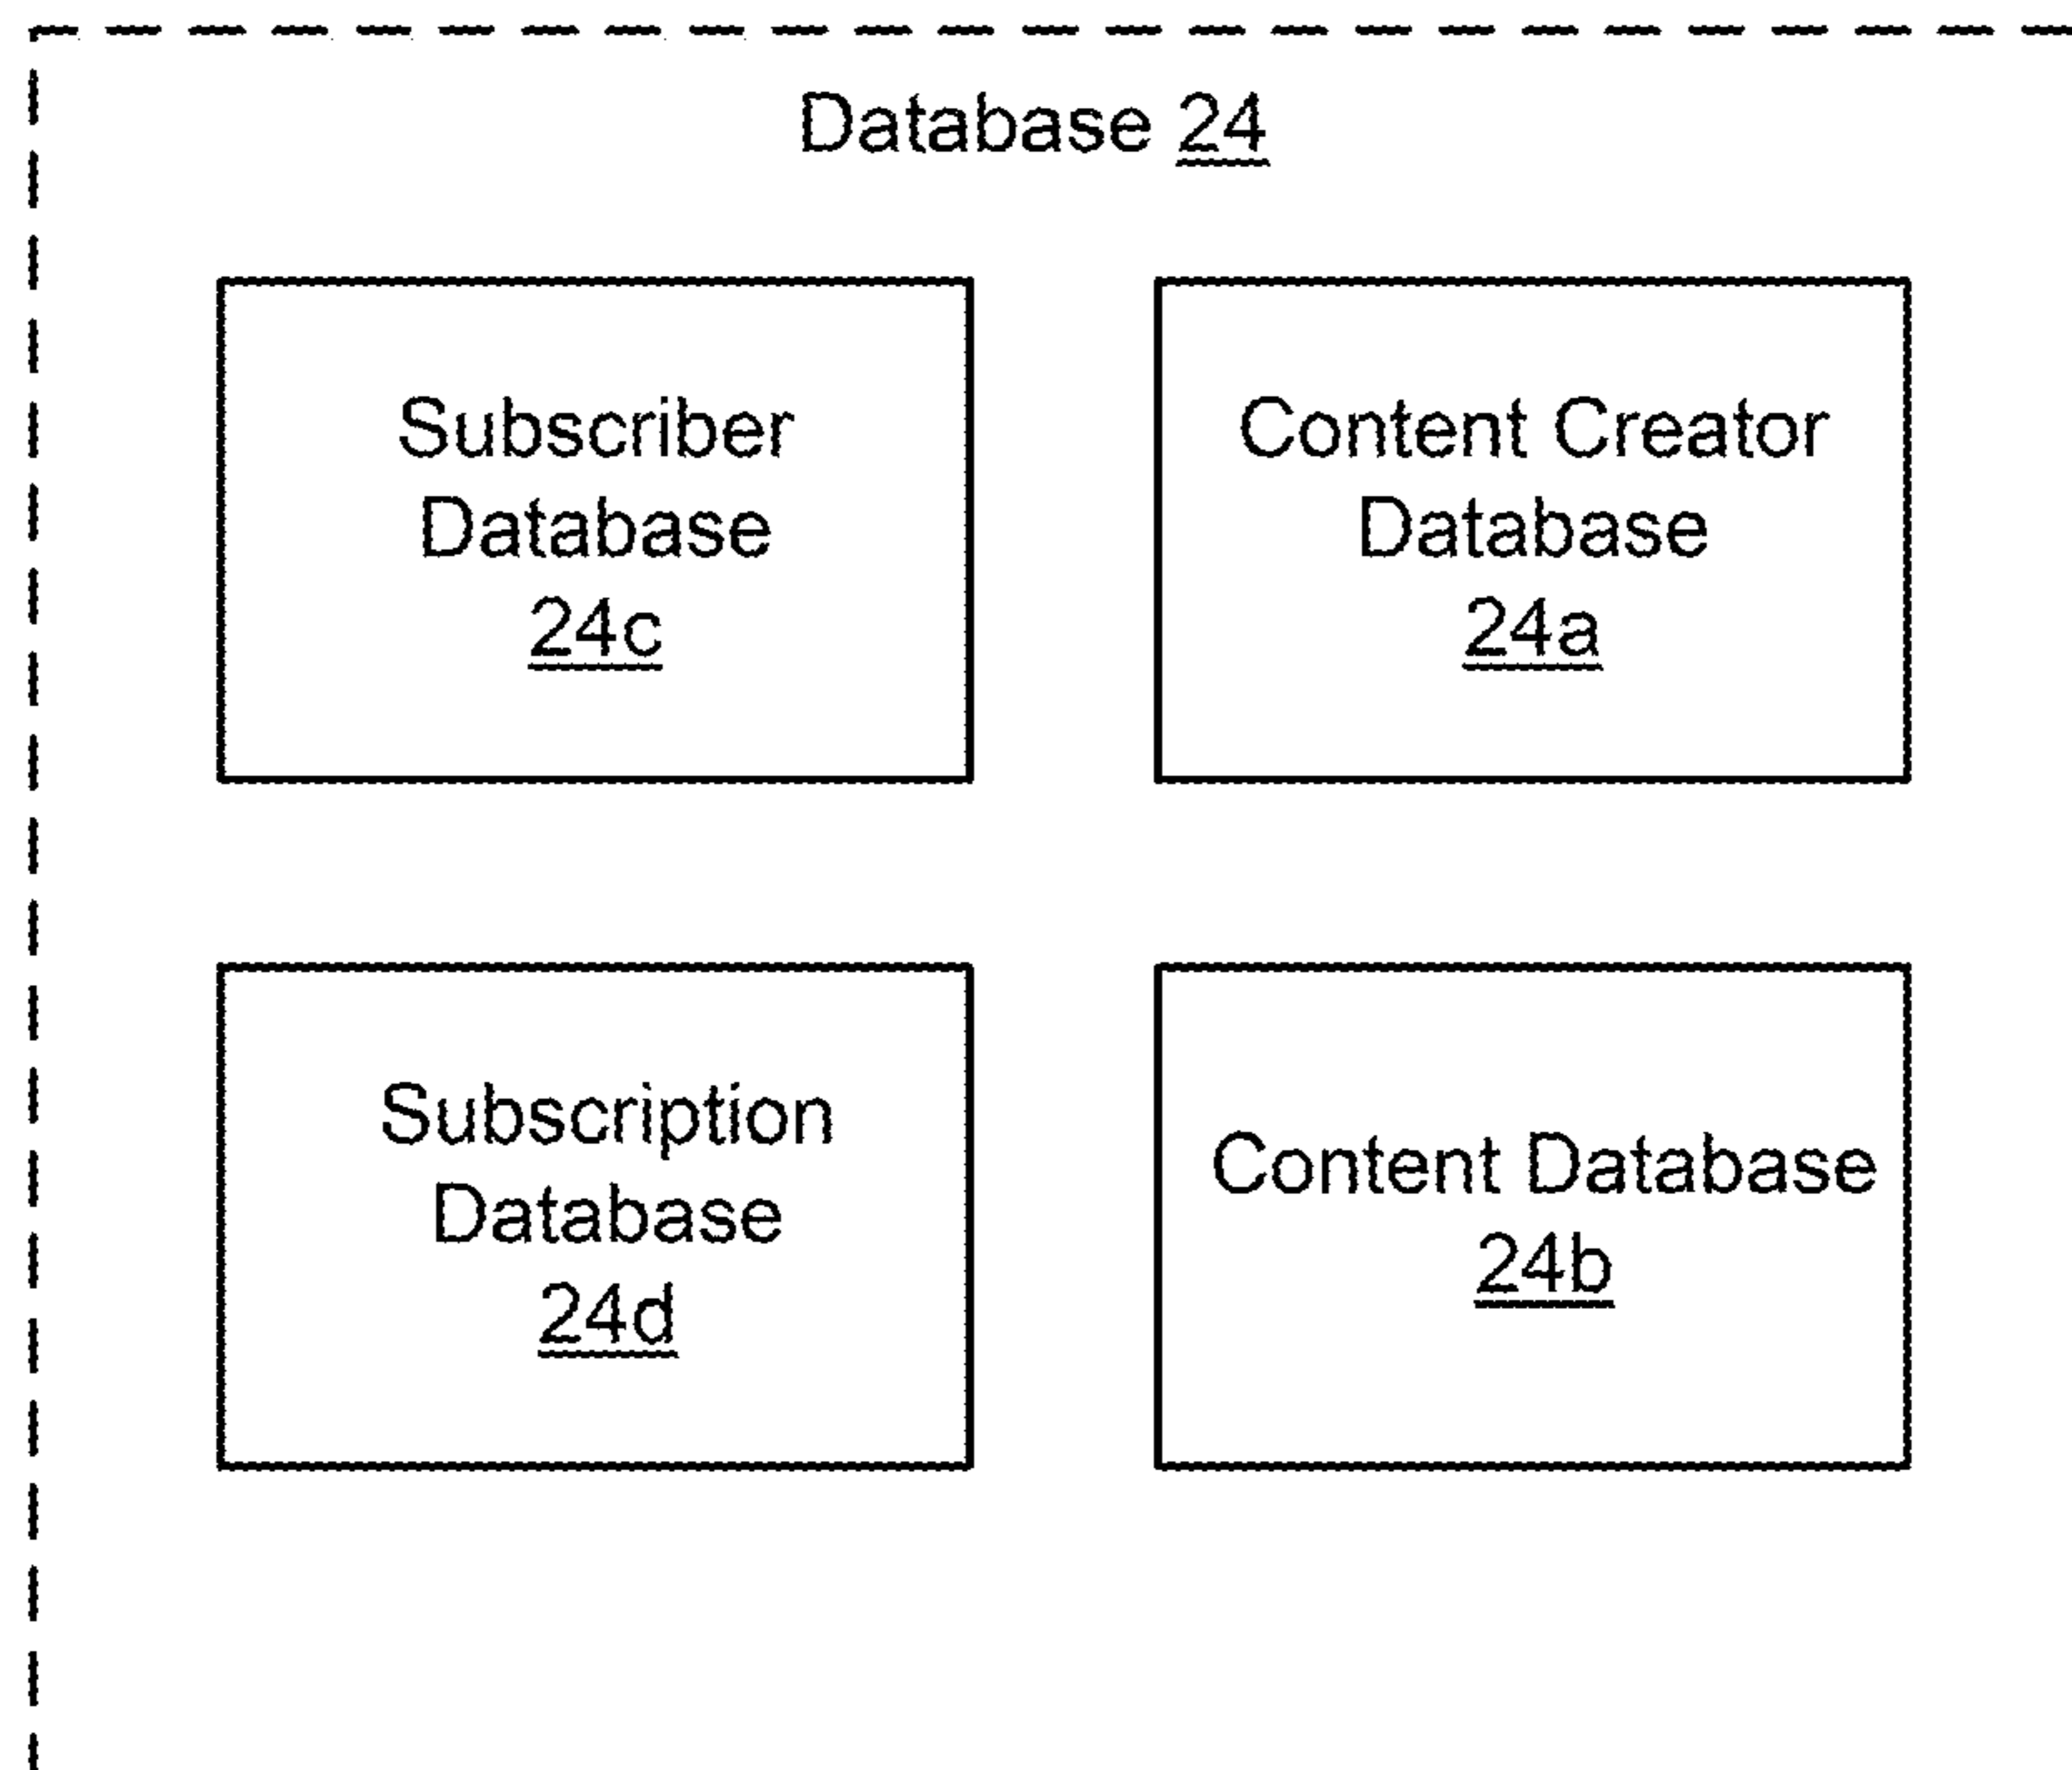 Database 24
Subscriber
Database
24c
Content Creator
Database
24a
Subscription
Database
24d
Content Database
24b